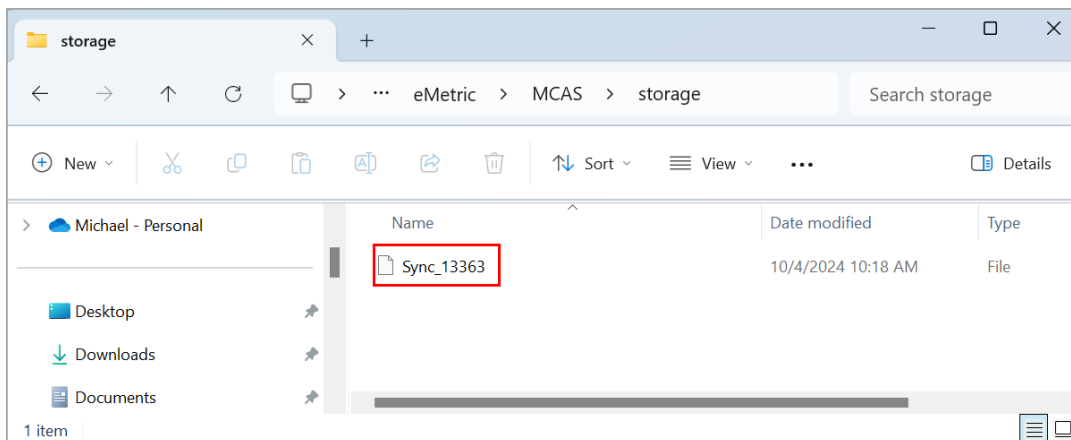 storage
··· eMetric > MCAS > storage
Search storage
New
Sort
View
Details
Michael - Personal
Name
Date modified
Type
Sync_13363
10/4/2024 10:18 AM
File
Desktop
Downloads
Documents
1 item